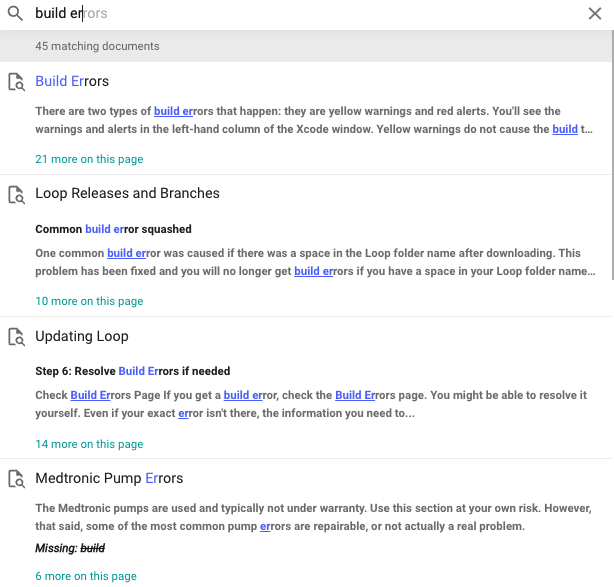 build errors
45 matching documents
Build Errors
There are two types of build errors that happen: they are yellow warnings and red alerts. You'll see the
warnings and alerts in the left-hand column of the Xcode window. Yellow warnings do not cause the build t...
21 more on this page
Loop Releases and Branches
Common build error squashed
One common build error was caused if there was a space in the Loop folder name after downloading. This
problem has been fixed and you will no longer get build errors if you have a space in your Loop folder name...
10 more on this page
Updating Loop
Step 6: Resolve Build Errors if needed
Check Build Errors Page If you get a build error, check the Build Errors page. You might be able to resolve it
yourself. Even if your exact error isn't there, the information you need to...
14 more on this page
Medtronic Pump Errors
The Medtronic pumps are used and typically not under warranty. Use this section at your own risk. However,
that said, some of the most common pump errors are repairable, or not actually a real problem.
Missing: build
6 more on this page